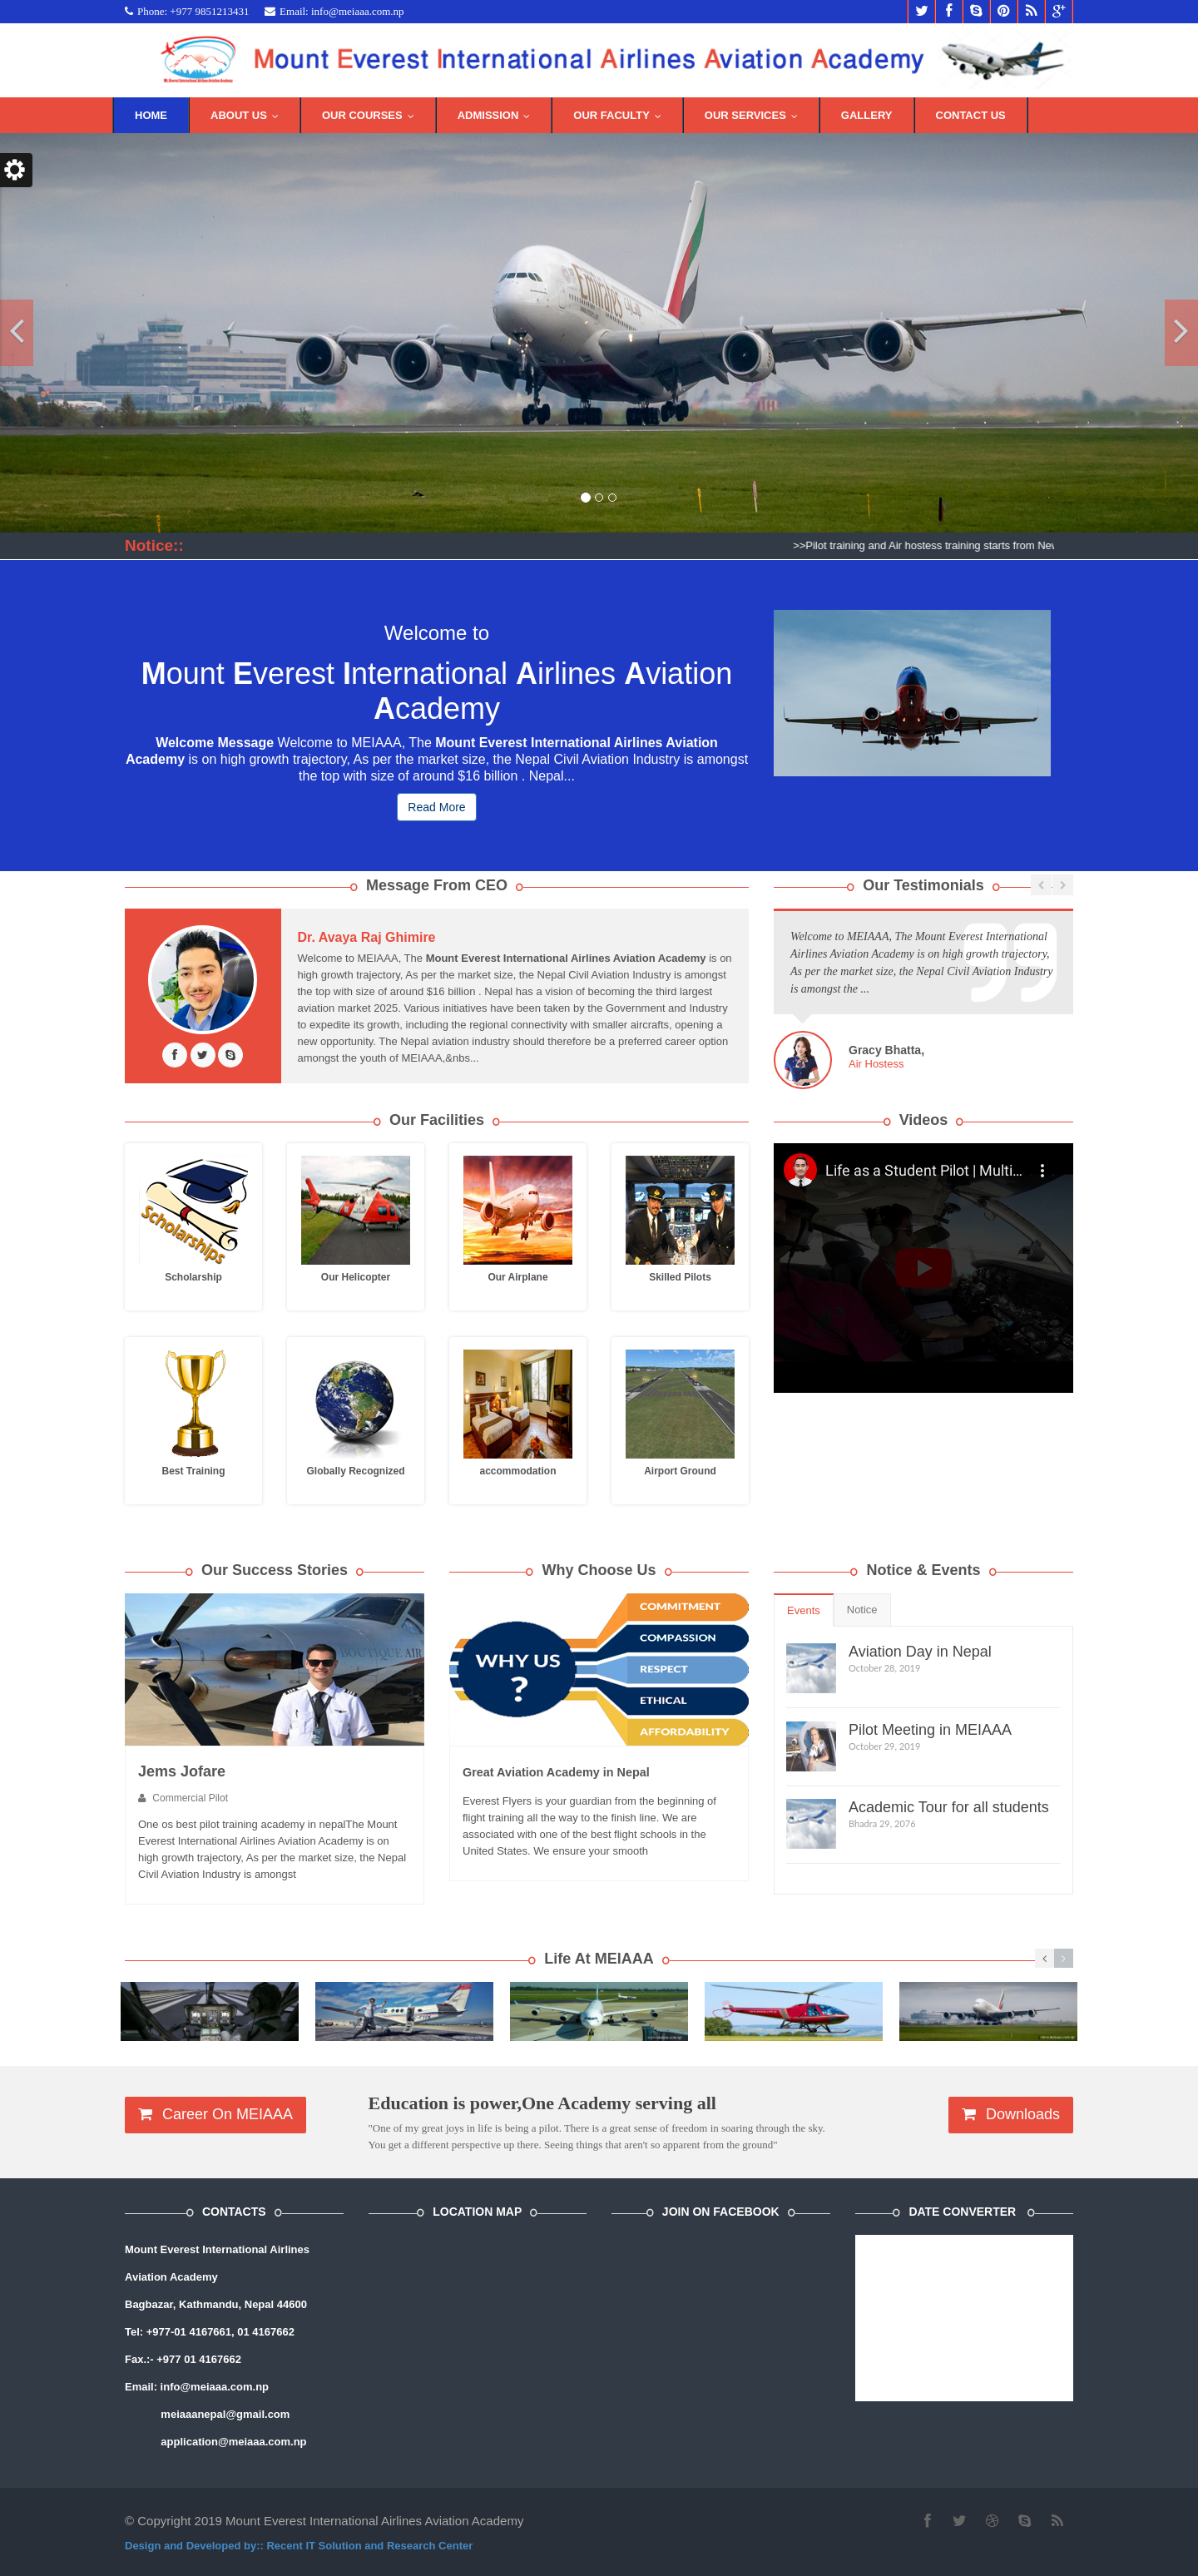 Phone: +977 9851213431 Email: info@meiaaa.com.np
Mount Everest International Airlines Aviation Academy
HOME ABOUT US OUR COURSES ADMISSION OUR FACULTY OUR SERVICES GALLERY CONTACT US
Emirates
Notice:: >>Pilot training and Air hostess training starts from Nev
Welcome to
Mount Everest International Airlines Aviation
Academy
Welcome Message Welcome to MEIAAA, The Mount Everest International Airlines Aviation
Academy is on high growth trajectory, As per the market size, the Nepal Civil Aviation Industry is amongst
the top with size of around $16 billion . Nepal...
Read More
Message From CEO
Dr. Avaya Raj Ghimire
Welcome to MEIAAA, The Mount Everest International Airlines Aviation Academy is on
high growth trajectory, As per the market size, the Nepal Civil Aviation Industry is amongst
the top with size of around $16 billion . Nepal has a vision of becoming the third largest
aviation market 2025. Various initiatives have been taken by the Government and Industry
to expedite its growth, including the regional connectivity with smaller aircrafts, opening a
new opportunity. The Nepal aviation industry should therefore be a preferred career option
amongst the youth of MEIAAA,&nbs...
Our Testimonials
Welcome to MEIAAA, The Mount Everest International
Airlines Aviation Academy is on high growth trajectory,
As per the market size, the Nepal Civil Aviation Industry
is amongst the ...
Gracy Bhatta,
Air Hostess
Our Facilities
Scholarships
Scholarship
Our Helicopter
Our Airplane
Skilled Pilots
Best Training
Globally Recognized
accommodation
Airport Ground
Videos
Life as a Student Pilot | Multi...
Our Success Stories
BOUTIQUE AIR
Jems Jofare
Commercial Pilot
One os best pilot training academy in nepalThe Mount
Everest International Airlines Aviation Academy is on
high growth trajectory, As per the market size, the Nepal
Civil Aviation Industry is amongst
Why Choose Us
WHY US
?
COMMITMENT
COMPASSION
RESPECT
ETHICAL
AFFORDABILITY
Great Aviation Academy in Nepal
Everest Flyers is your guardian from the beginning of
flight training all the way to the finish line. We are
associated with one of the best flight schools in the
United States. We ensure your smooth
Notice & Events
Events Notice
Aviation Day in Nepal
October 28, 2019
Pilot Meeting in MEIAAA
October 29, 2019
Academic Tour for all students
Bhadra 29, 2076
Life At MEIAAA
Career On MEIAAA
Education is power,One Academy serving all
"One of my great joys in life is being a pilot. There is a great sense of freedom in soaring through the sky.
You get a different perspective up there. Seeing things that aren't so apparent from the ground"
Downloads
CONTACTS
Mount Everest International Airlines
Aviation Academy
Bagbazar, Kathmandu, Nepal 44600
Tel: +977-01 4167661, 01 4167662
Fax.:- +977 01 4167662
Email: info@meiaaa.com.np
meiaaanepal@gmail.com
application@meiaaa.com.np
LOCATION MAP
JOIN ON FACEBOOK
DATE CONVERTER
© Copyright 2019 Mount Everest International Airlines Aviation Academy
Design and Developed by:: Recent IT Solution and Research Center